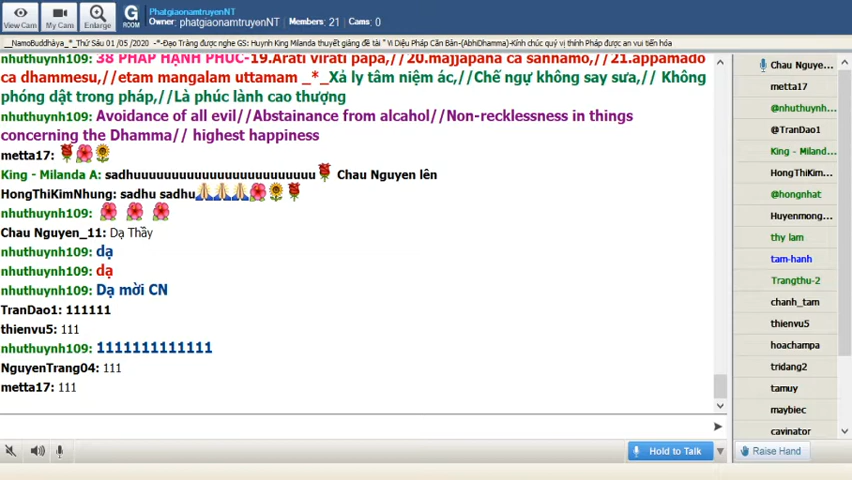 View Cam
My Cam
Enlarge
G
ROOM
PhatgiaonamtruyenNT
Owner: phatgiaonamtruyenNT Members: 21 Cams: 0
__NamoBuddhàya_*_Thứ Sáu 01 /05 /2020 -*-Đạo Tràng được nghe GS: Huynh King Milanda thuyết giảng đề tài " Vi Diệu Pháp Căn Bản-(AbhiDhamma)-Kính chúc quý vị thính Pháp được an vui tiến hóa
nhuthuynh109: 38 PHÁP HẠNH PHÚC-19.Arati virati papa,//20.majjapana ca sannamo,//21.appamado
ca dhammesu,//etam mangalam uttamam _*_Xả ly tâm niệm ác,//Chế ngự không say sưa,// Không
phóng dật trong pháp,//Là phúc lành cao thượng
nhuthuynh109: Avoidance of all evil//Abstainance from alcahol//Non-recklessness in things
concerning the Dhamma// highest happiness
metta17:
King - Milanda A: sadhuuuuuuuuuuuuuuuuuuuuuuuu Chau Nguyen lên
HongThiKimNhung: sadhu sadhu
nhuthuynh109:
Chau Nguyen_11: Dạ Thầy
nhuthuynh109: dạ
nhuthuynh109: dạ
nhuthuynh109: Dạ mời CN
TranDao1: 111111
thienvu5: 111
nhuthuynh109: 1111111111111
NguyenTrang04: 111
metta17: 111
Hold to Talk
Chau Nguye...
metta17
@nhuthuynh...
@TranDao1
King - Miland...
HongThiKim...
@hongnhat
Huyenmong...
thy lam
tam-hanh
Trangthu-2
chanh_tam
thienvu5
hoachampa
tridang2
tamuy
maybiec
cavinator
Raise Hand